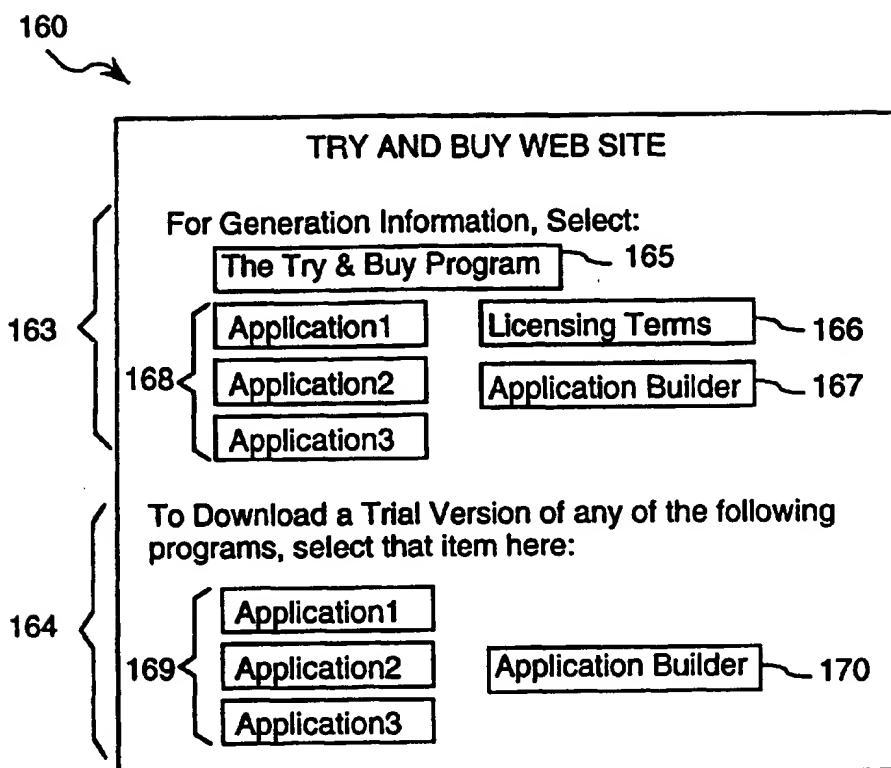 160
TRY AND BUY WEB SITE
For Generation Information, Select:
The Try & Buy Program 165
163
168
Application1 Licensing Terms 166
Application2 Application Builder 167
Application3
To Download a Trial Version of any of the following
programs, select that item here:
164
169
Application1
Application2 Application Builder 170
Application3